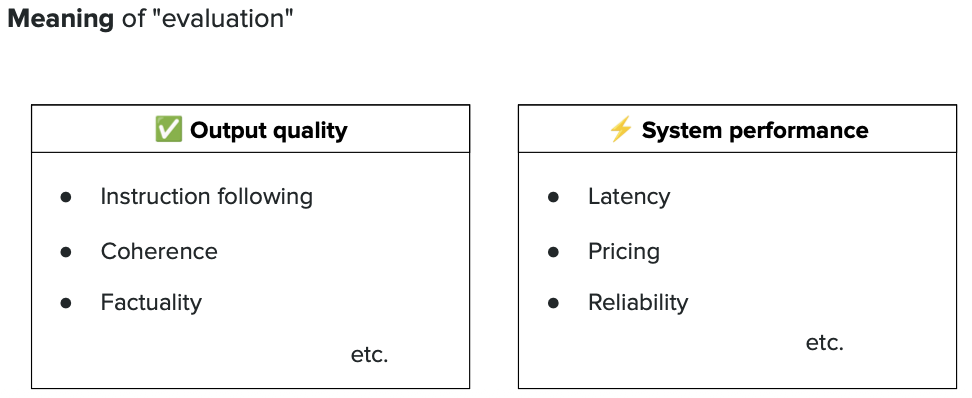 Meaning of "evaluation"
✅ Output quality
• Instruction following
• Coherence
• Factuality
etc.
⚡ System performance
• Latency
• Pricing
• Reliability
etc.